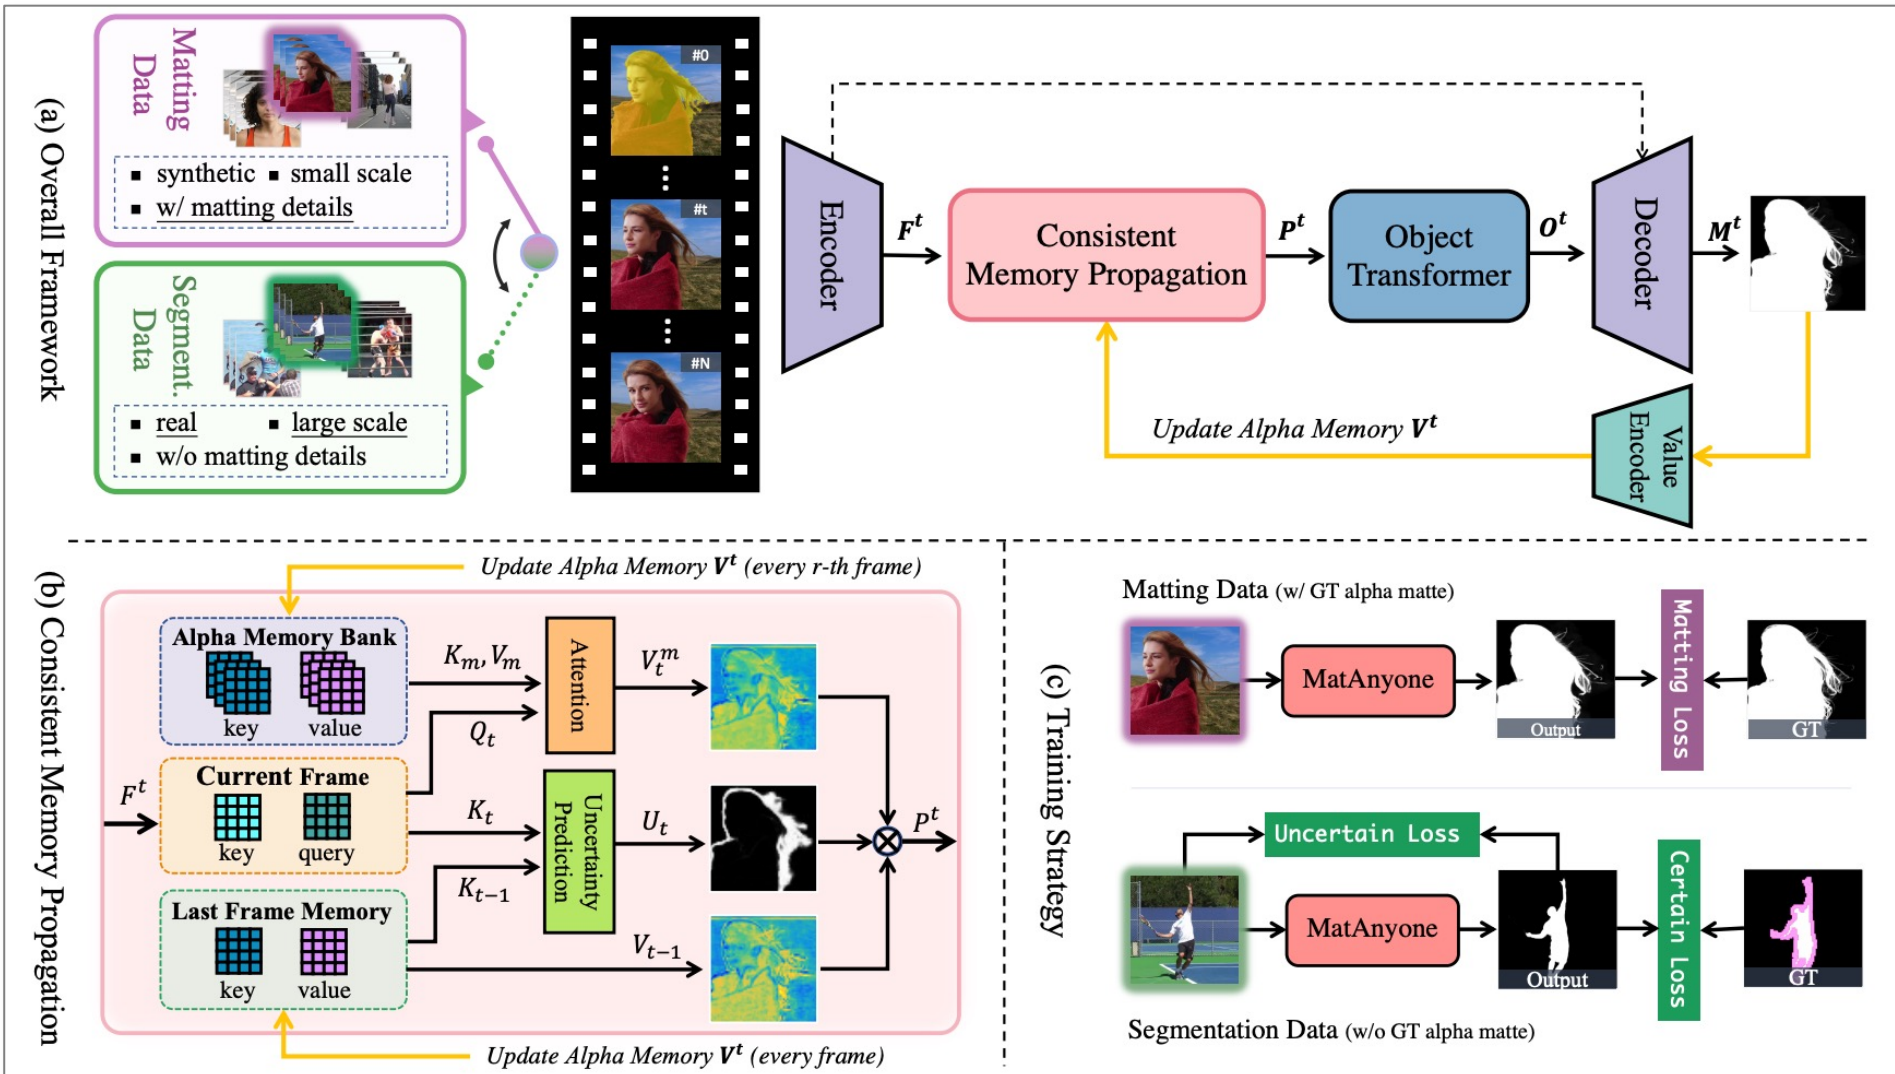 (a) Overall Framework
Matting
Data
▪ synthetic ▪ small scale
▪ w/ matting details
Segment.
Data
▪ real ▪ large scale
▪ w/o matting details
#0
#t
#N
Encoder
F^t
Consistent
Memory Propagation
P^t
Object
Transformer
O^t
Decoder
M^t
Value
Encoder
Update Alpha Memory V^t
(b) Consistent Memory Propagation
Update Alpha Memory V^t (every r-th frame)
Alpha Memory Bank
key value
K_m, V_m
Q_t
Attention
V_t^m
F^t
Current Frame
key query
K_t
K_{t-1}
Uncertainty
Prediction
U_t
P^t
Last Frame Memory
key value
V_{t-1}
Update Alpha Memory V^t (every frame)
(c) Training Strategy
Matting Data (w/ GT alpha matte)
MatAnyone
Output
Matting Loss
GT
Uncertain Loss
MatAnyone
Output
Certain Loss
GT
Segmentation Data (w/o GT alpha matte)